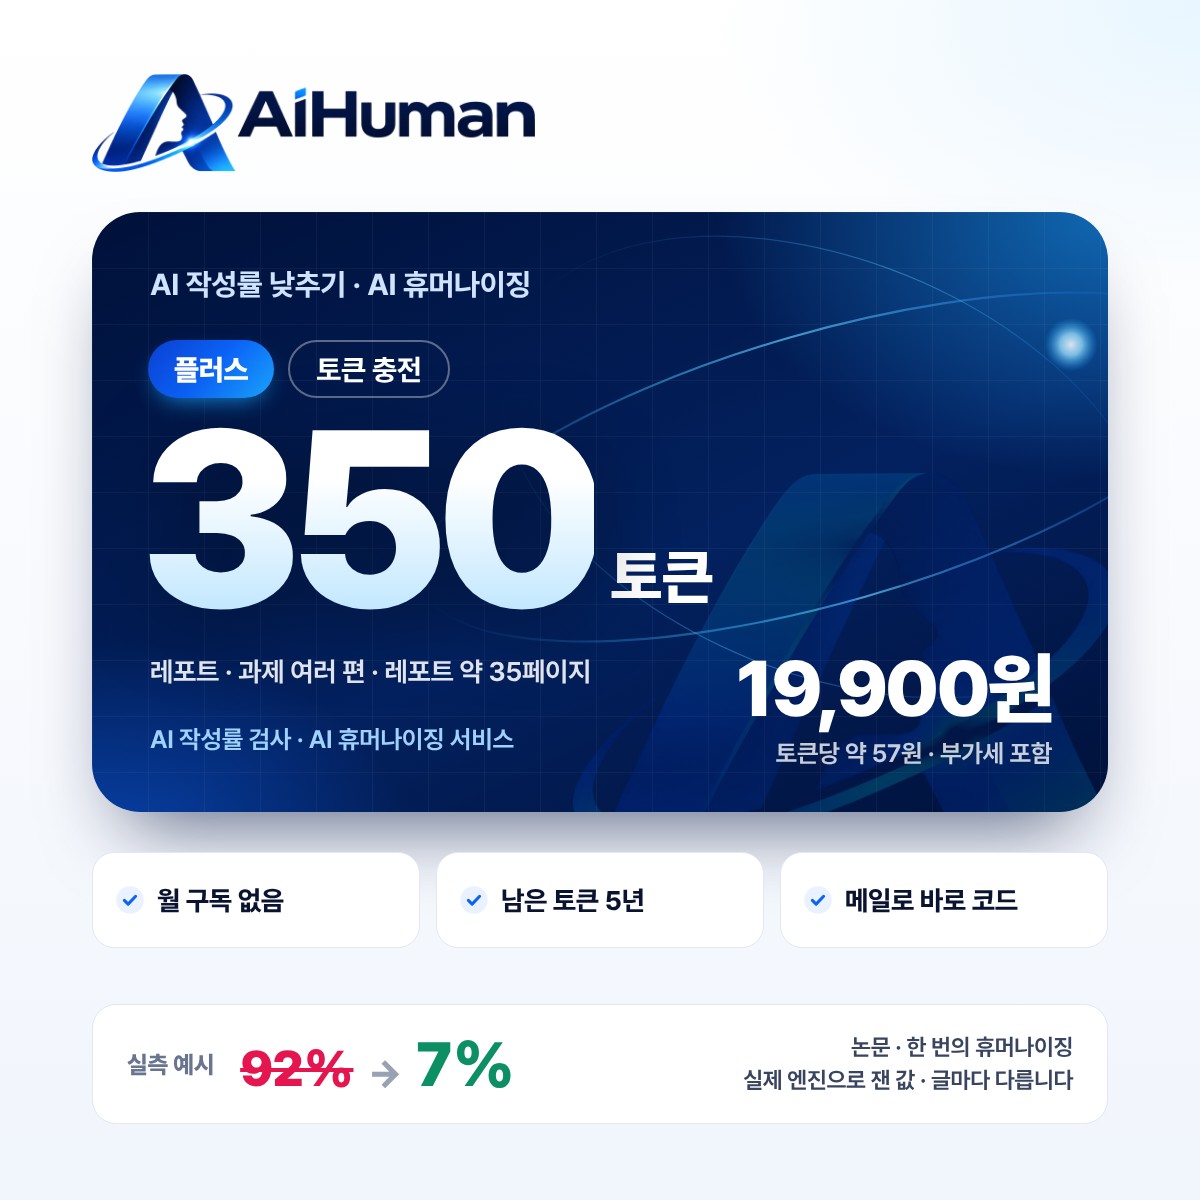 AiHuman
AI 작성률 낮추기 · AI 휴머나이징
플러스
토큰 충전
350 토큰
레포트 · 과제 여러 편 · 레포트 약 35페이지
AI 작성률 검사 · AI 휴머나이징 서비스
19,900원
토큰당 약 57원 · 부가세 포함
월 구독 없음
남은 토큰 5년
메일로 바로 코드
실측 예시 92% → 7%
논문 · 한 번의 휴머나이징
실제 엔진으로 잰 값 · 글마다 다릅니다